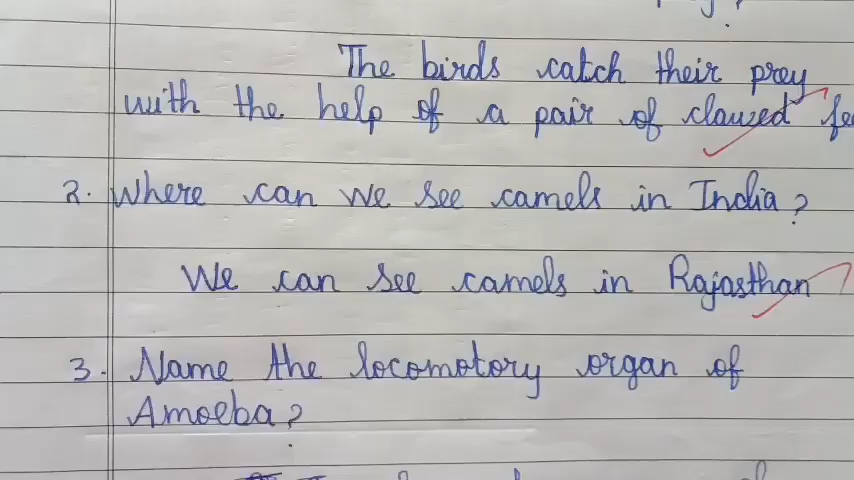 The birds catch their prey
with the help of a pair of clawed
2. Where can we see camels in India?
We can see camels in Rajasthan
3. Name the locomotory organ of
Amoeba?